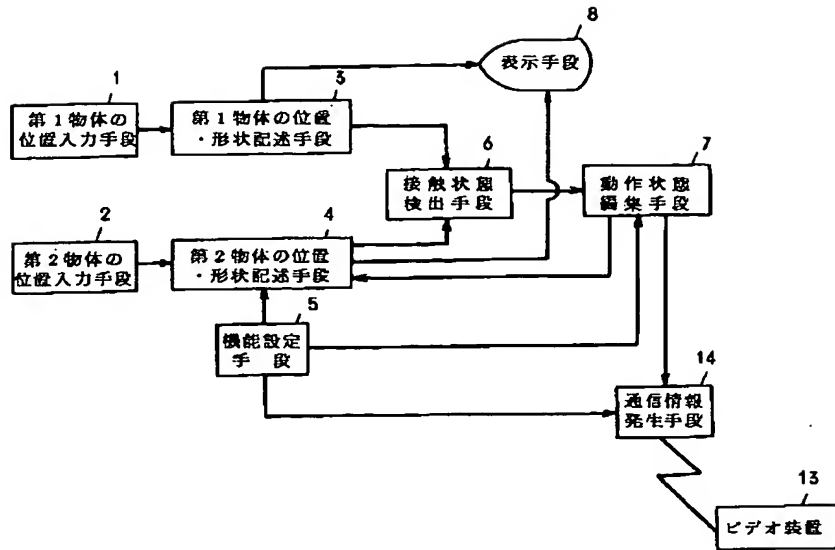 1
第1物体の
位置入力手段
3
第1物体の位置
・形状記述手段
8
表示手段
6
接触状態
検出手段
7
動作状態
編集手段
2
第2物体の
位置入力手段
4
第2物体の位置
・形状記述手段
5
機能設定
手 段
14
通信情報
発生手段
13
ビデオ装置